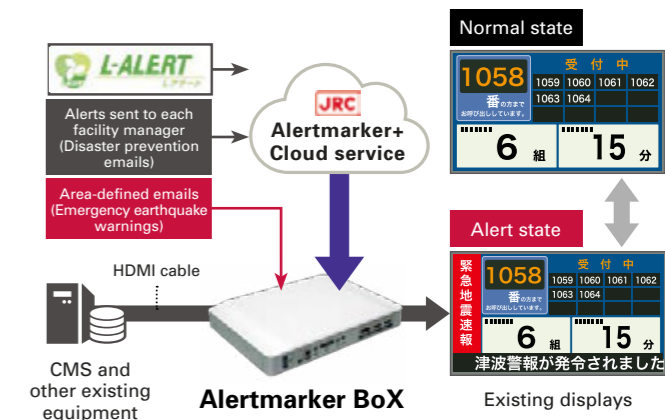 L-ALERT
Lアラート
Alerts sent to each
facility manager
(Disaster prevention
emails)
Area-defined emails
(Emergency earthquake
warnings)
JRC
Alertmarker+
Cloud service
HDMI cable
CMS and
other existing
equipment
Alertmarker BoX
Normal state
受付中
1058
番の方まで
お呼び出ししています。
1059 1060 1061 1062
1063 1064
6 組
15 分
Alert state
緊急地震速報
受付中
1058
番の方まで
お呼び出ししています。
1059 1060 1061 1062
1063 1064
6 組
15 分
津波警報が発令されました
Existing displays